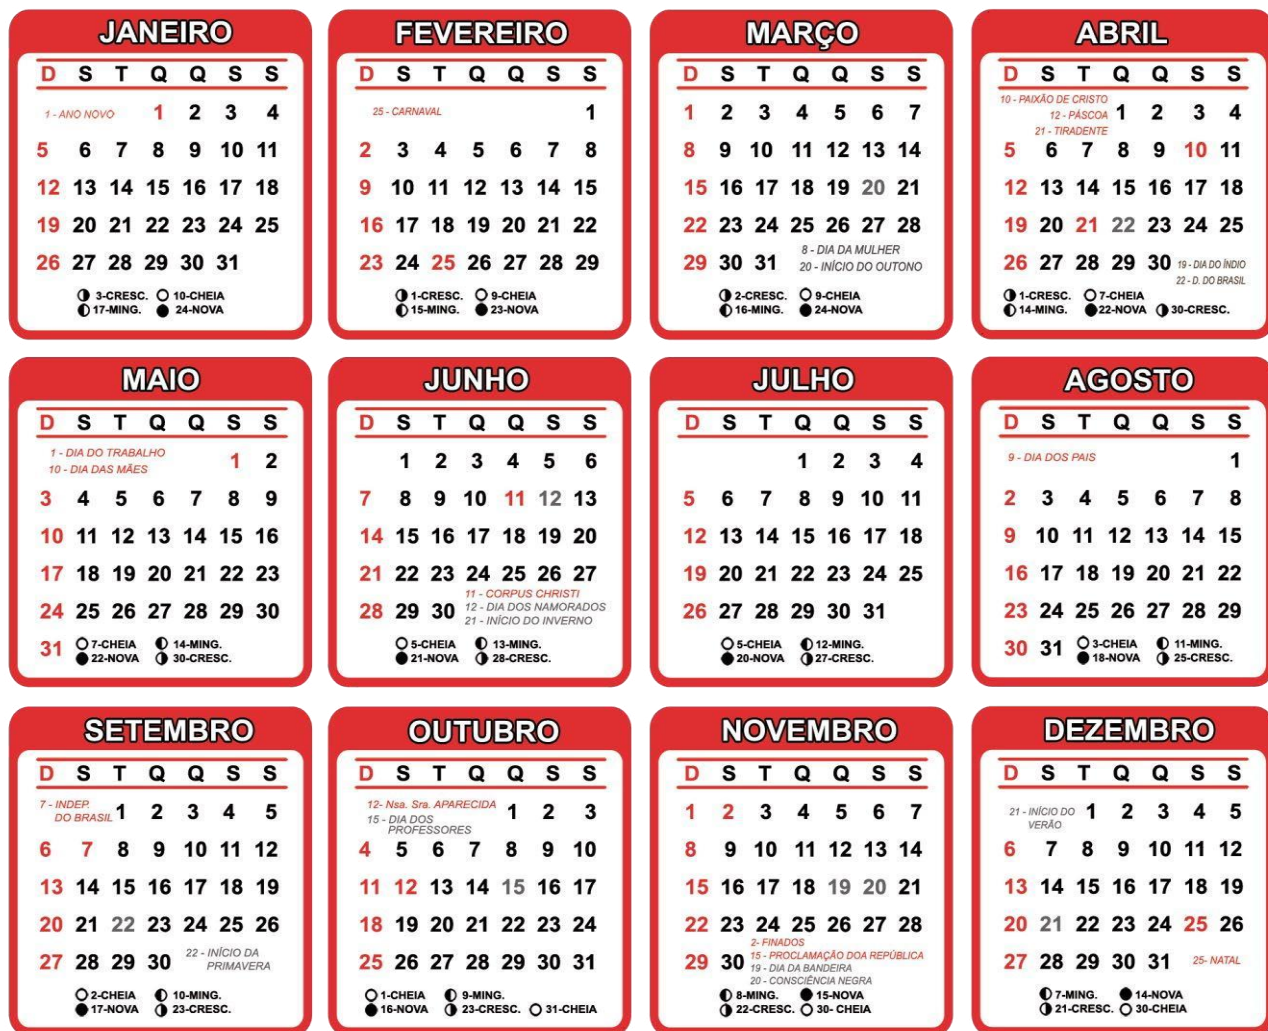 JANEIRO
D S T Q Q S S
1 - ANO NOVO 1 2 3 4
5 6 7 8 9 10 11
12 13 14 15 16 17 18
19 20 21 22 23 24 25
26 27 28 29 30 31
3-CRESC. 10-CHEIA
17-MING. 24-NOVA
FEVEREIRO
D S T Q Q S S
25 - CARNAVAL 1
2 3 4 5 6 7 8
9 10 11 12 13 14 15
16 17 18 19 20 21 22
23 24 25 26 27 28 29
1-CRESC. 9-CHEIA
15-MING. 23-NOVA
MARÇO
D S T Q Q S S
1 2 3 4 5 6 7
8 9 10 11 12 13 14
15 16 17 18 19 20 21
22 23 24 25 26 27 28
8 - DIA DA MULHER
29 30 31 20 - INÍCIO DO OUTONO
2-CRESC. 9-CHEIA
16-MING. 24-NOVA
ABRIL
D S T Q Q S S
10 - PAIXÃO DE CRISTO
12 - PÁSCOA 1 2 3 4
21 - TIRADENTE
5 6 7 8 9 10 11
12 13 14 15 16 17 18
19 20 21 22 23 24 25
26 27 28 29 30 19 - DIA DO ÍNDIO
22 - D. DO BRASIL
1-CRESC. 7-CHEIA
14-MING. 22-NOVA 30-CRESC.
MAIO
D S T Q Q S S
1 - DIA DO TRABALHO 1 2
10 - DIA DAS MÃES
3 4 5 6 7 8 9
10 11 12 13 14 15 16
17 18 19 20 21 22 23
24 25 26 27 28 29 30
31 7-CHEIA 14-MING.
22-NOVA 30-CRESC.
JUNHO
D S T Q Q S S
1 2 3 4 5 6
7 8 9 10 11 12 13
14 15 16 17 18 19 20
21 22 23 24 25 26 27
11 - CORPUS CHRISTI
28 29 30 12 - DIA DOS NAMORADOS
21 - INÍCIO DO INVERNO
5-CHEIA 13-MING.
21-NOVA 28-CRESC.
JULHO
D S T Q Q S S
1 2 3 4
5 6 7 8 9 10 11
12 13 14 15 16 17 18
19 20 21 22 23 24 25
26 27 28 29 30 31
5-CHEIA 12-MING.
20-NOVA 27-CRESC.
AGOSTO
D S T Q Q S S
9 - DIA DOS PAIS 1
2 3 4 5 6 7 8
9 10 11 12 13 14 15
16 17 18 19 20 21 22
23 24 25 26 27 28 29
30 31 3-CHEIA 11-MING.
18-NOVA 25-CRESC.
SETEMBRO
D S T Q Q S S
7 - INDEP.
DO BRASIL 1 2 3 4 5
6 7 8 9 10 11 12
13 14 15 16 17 18 19
20 21 22 23 24 25 26
27 28 29 30 22 - INÍCIO DA
PRIMAVERA
2-CHEIA 10-MING.
17-NOVA 23-CRESC.
OUTUBRO
D S T Q Q S S
12- Nsa. Sra. APARECIDA 1 2 3
15 - DIA DOS
PROFESSORES
4 5 6 7 8 9 10
11 12 13 14 15 16 17
18 19 20 21 22 23 24
25 26 27 28 29 30 31
1-CHEIA 9-MING.
16-NOVA 23-CRESC. 31-CHEIA
NOVEMBRO
D S T Q Q S S
1 2 3 4 5 6 7
8 9 10 11 12 13 14
15 16 17 18 19 20 21
22 23 24 25 26 27 28
2- FINADOS
29 30 15 - PROCLAMAÇÃO DOA REPÚBLICA
19 - DIA DA BANDEIRA
20 - CONSCIÊNCIA NEGRA
8-MING. 15-NOVA
22-CRESC. 30- CHEIA
DEZEMBRO
D S T Q Q S S
21 - INÍCIO DO 1 2 3 4 5
VERÃO
6 7 8 9 10 11 12
13 14 15 16 17 18 19
20 21 22 23 24 25 26
27 28 29 30 31 25- NATAL
7-MING. 14-NOVA
21-CRESC. 30-CHEIA